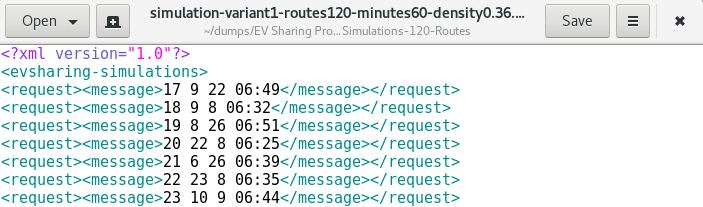 Open
simulation-variant1-routes120-minutes60-density0.36....
~/dumps/EV Sharing Pro...Simulations-120-Routes
Save
<?xml version="1.0"?>
<evsharing-simulations>
<request><message>17 9 22 06:49</message></request>
<request><message>18 9 8 06:32</message></request>
<request><message>19 8 26 06:51</message></request>
<request><message>20 22 8 06:25</message></request>
<request><message>21 6 26 06:39</message></request>
<request><message>22 23 8 06:35</message></request>
<request><message>23 10 9 06:44</message></request>